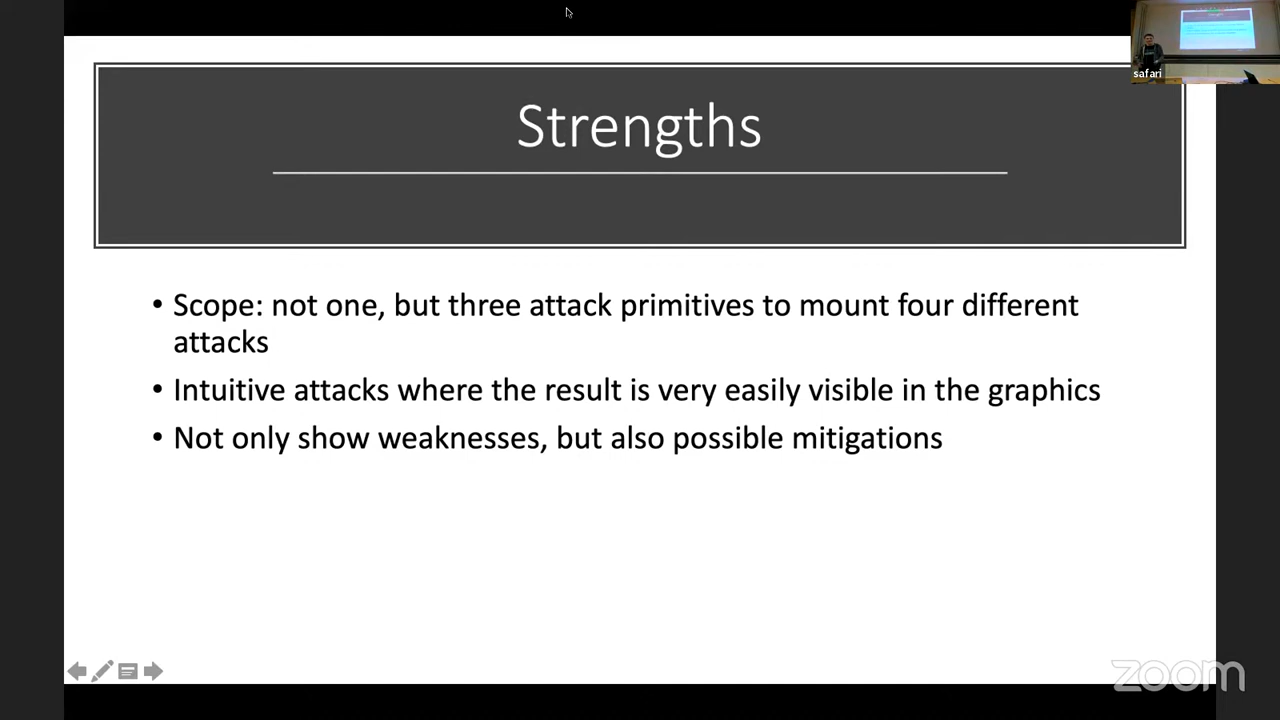 safari
Strengths
• Scope: not one, but three attack primitives to mount four different
attacks
• Intuitive attacks where the result is very easily visible in the graphics
• Not only show weaknesses, but also possible mitigations
zoom